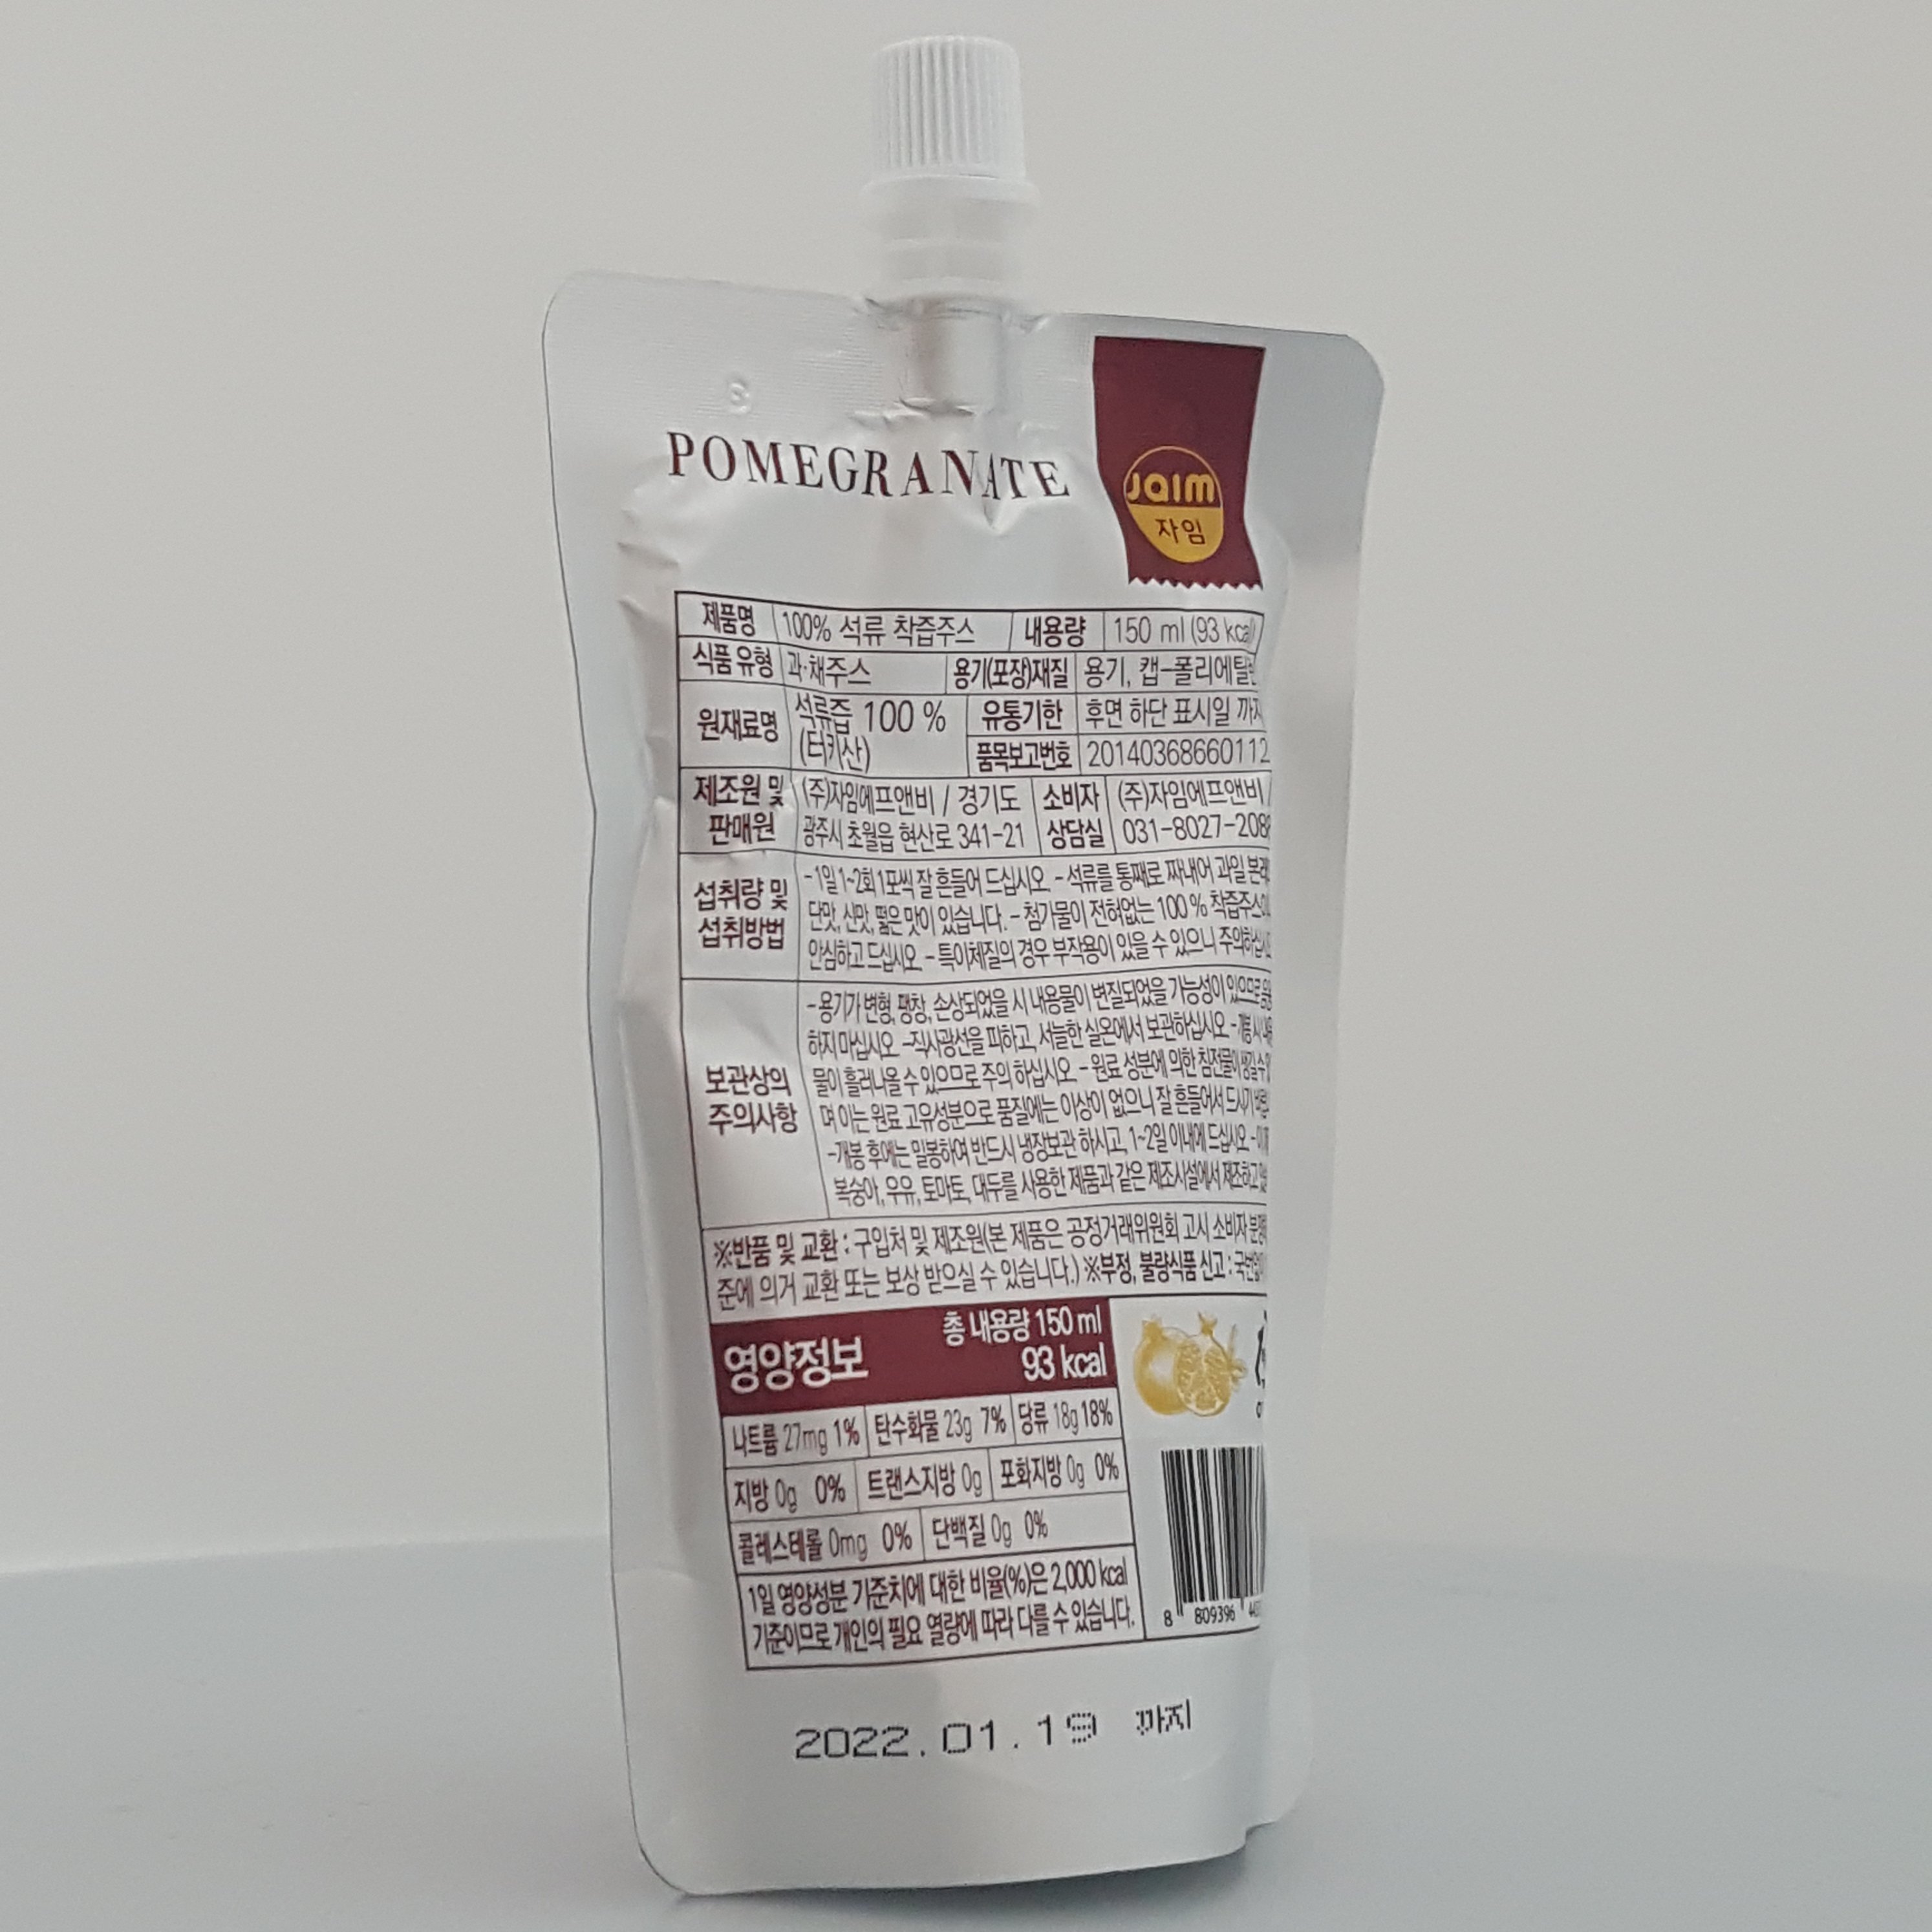 S
POMEGRANATE
Jaim
자임
제품명 100% 석류 착즙주스 내용량 150 ml (93 kcal)
식품 유형 과·채주스 용기(포장)재질 용기, 캡-폴리에틸렌
원재료명 석류즙 100 % 유통기한 후면 하단 표시일 까지
(터키산) 품목보고번호 20140368660112
제조원 및 (주)자임에프앤비 / 경기도 소비자 (주)자임에프앤비 /
판매원 광주시 초월읍 현산로 341-21 상담실 031-8027-208
섭취량 및 - 1일 1~2회 1포씩 잘 흔들어 드십시오. - 석류를 통째로 짜내어 과일 본래
섭취방법 단맛, 신맛, 떫은 맛이 있습니다. - 첨가물이 전혀없는 100 % 착즙주스
안심하고 드십시오. - 특이체질의 경우 부작용이 있을 수 있으니 주의하십시
보관상의
주의사항
- 용기가 변형, 팽창, 손상되었을 시 내용물이 변질되었을 가능성이 있으므로 음용
하지 마십시오. -직사광선을 피하고, 서늘한 실온에서 보관하십시오. -개봉 시 내용
물이 흘러나올 수 있으므로 주의 하십시오. - 원료 성분에 의한 침전물이 생길 수
며 이는 원료 고유성분으로 품질에는 이상이 없으니 잘 흔들어서 드시기
-개봉 후에는 밀봉하여 반드시 냉장보관 하시고, 1~2일 이내에 드십시오. -이
복숭아, 우유, 토마토, 대두를 사용한 제품과 같은 제조시설에서 제조하고
※반품 및 교환 : 구입처 및 제조원(본 제품은 공정거래위원회 고시 소비자 분쟁
준에 의거 교환 또는 보상 받으실 수 있습니다.) ※부정, 불량식품 신고 : 국번없이
영양정보 총 내용량 150 ml
93 kcal
나트륨 27mg 1% 탄수화물 23g 7% 당류 18g 18%
지방 0g 0% 트랜스지방 0g 포화지방 0g 0%
콜레스테롤 0mg 0% 단백질 0g 0%
1일 영양성분 기준치에 대한 비율(%)은 2,000 kcal
기준이므로 개인의 필요 열량에 따라 다를 수 있습니다.
8 809396
2022.01.19 까지